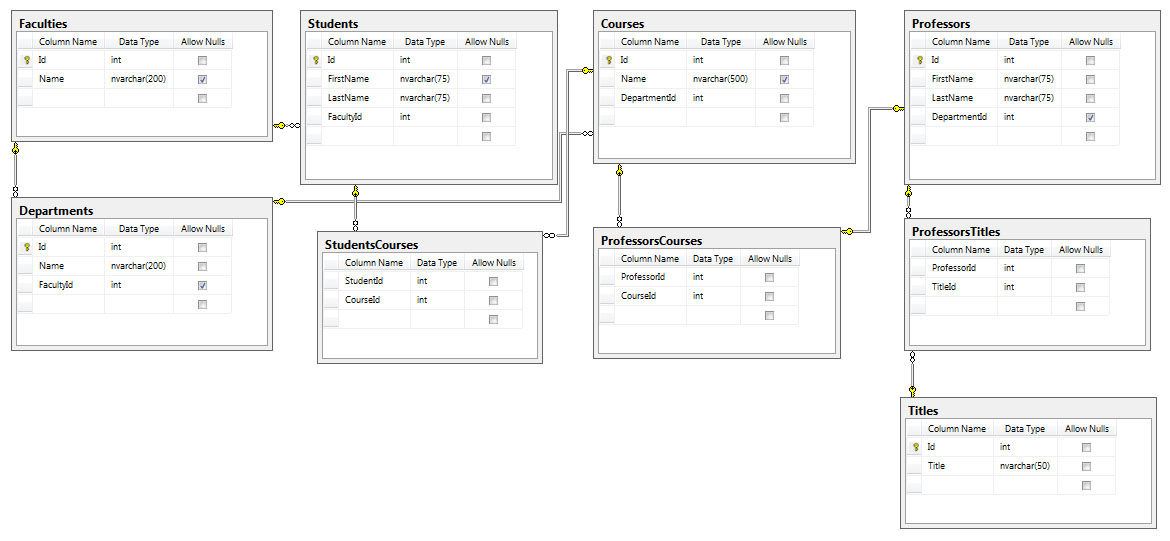 Faculties
Column Name Data Type Allow Nulls
Id int
Name nvarchar(200)
Students
Column Name Data Type Allow Nulls
Id int
FirstName nvarchar(75)
LastName nvarchar(75)
FacultyId int
Courses
Column Name Data Type Allow Nulls
Id int
Name nvarchar(500)
DepartmentId int
Professors
Column Name Data Type Allow Nulls
Id int
FirstName nvarchar(75)
LastName nvarchar(75)
DepartmentId int
Departments
Column Name Data Type Allow Nulls
Id int
Name nvarchar(200)
FacultyId int
StudentsCourses
Column Name Data Type Allow Nulls
StudentId int
CourseId int
ProfessorsCourses
Column Name Data Type Allow Nulls
ProfessorId int
CourseId int
ProfessorsTitles
Column Name Data Type Allow Nulls
ProfessorId int
TitleId int
Titles
Column Name Data Type Allow Nulls
Id int
Title nvarchar(50)